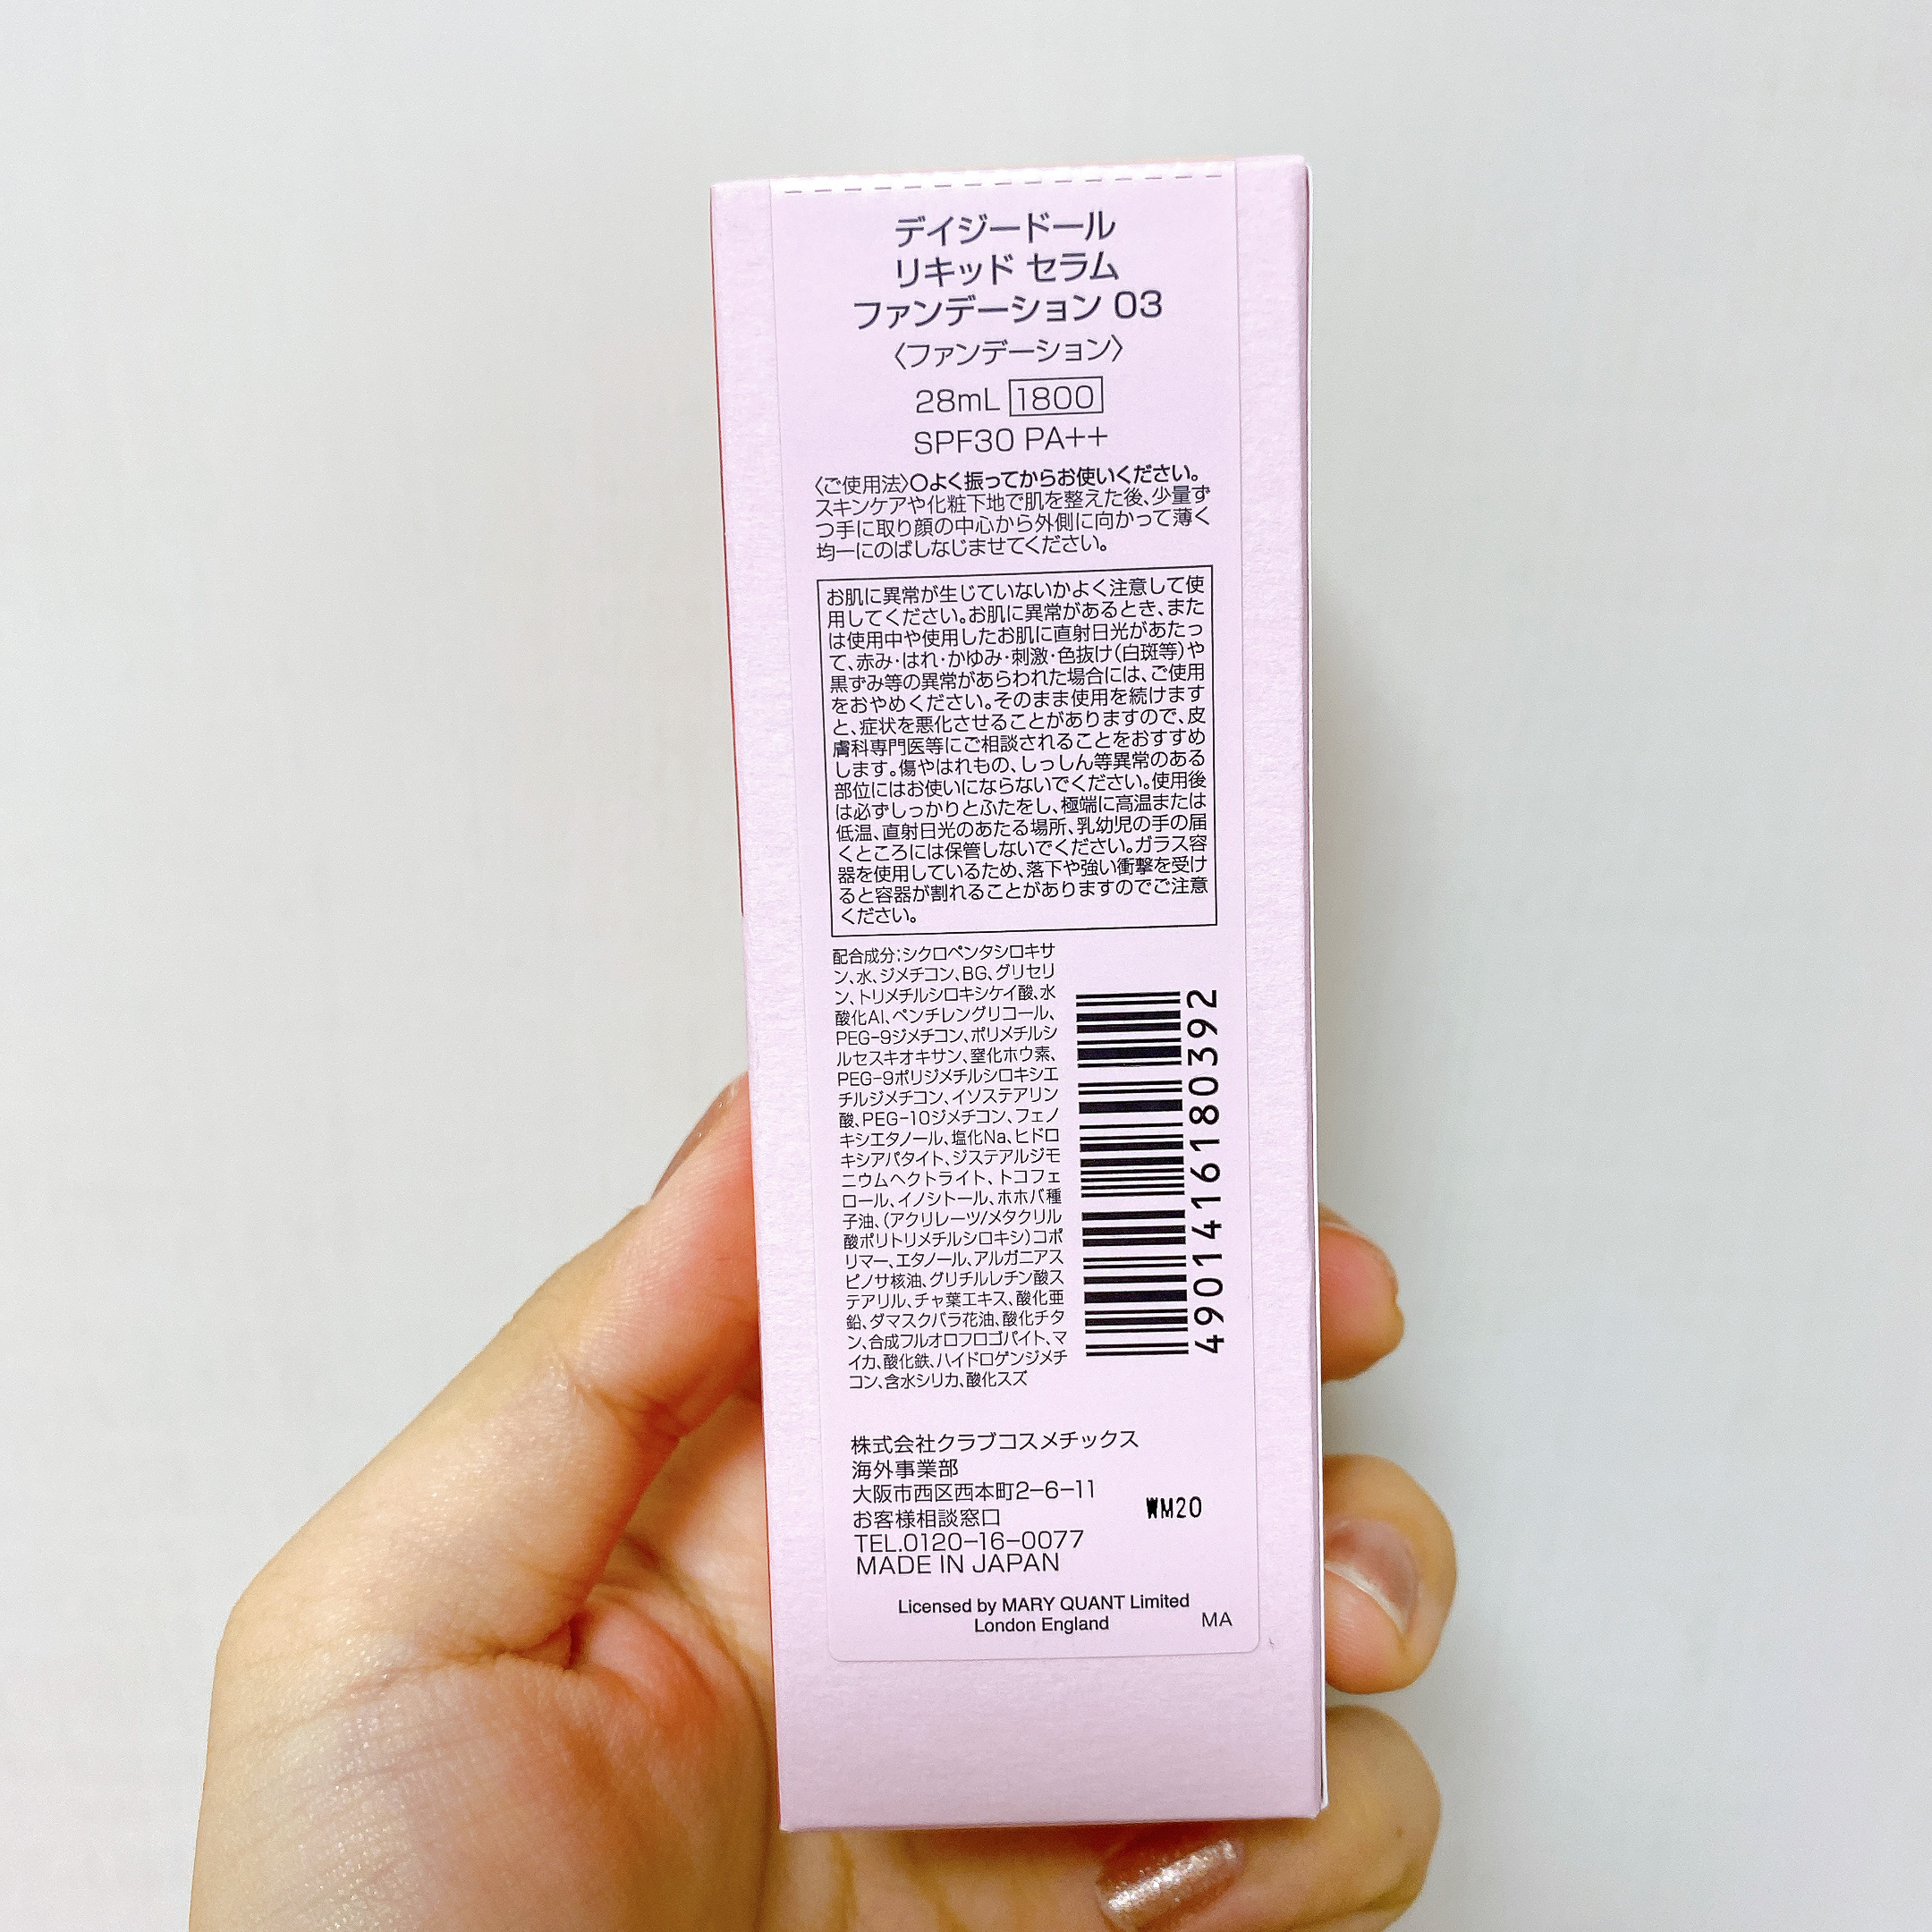 デイジードール
リキッド セラム
ファンデーション 03
〈ファンデーション〉
28mL 1800
SPF30 PA++
〈ご使用法〉○よく振ってからお使いください。
スキンケアや化粧下地で肌を整えた後、少量ず
つ手に取り顔の中心から外側に向かって薄く
均一にのばしなじませてください。
お肌に異常が生じていないかよく注意して使
用してください。お肌に異常があるとき、また
は使用中や使用したお肌に直射日光があたっ
て、赤み・はれ・かゆみ・刺激・色抜け(白斑等)や
黒ずみ等の異常があらわれた場合には、ご使用
をおやめください。そのまま使用を続けます
と、症状を悪化させることがありますので、皮
膚科専門医等にご相談されることをおすすめ
します。傷やはれもの、しっしん等異常のある
部位にはお使いにならないでください。使用後
は必ずしっかりとふたをし、極端に高温または
低温、直射日光のあたる場所、乳幼児の手の届
くところには保管しないでください。ガラス容
器を使用しているため、落下や強い衝撃を受け
ると容器が割れることがありますのでご注意
ください。
配合成分:シクロペンタシロキサ
ン、水、ジメチコン、BG、グリセリ
ン、トリメチルシロキシケイ酸、水
酸化Al、ペンチレングリコール、
PEG-9ジメチコン、ポリメチルシ
ルセスキオキサン、窒化ホウ素、
PEG-9ポリジメチルシロキシエ
チルジメチコン、イソステアリン
酸、PEG-10ジメチコン、フェノ
キシエタノール、塩化Na、ヒドロ
キシアパタイト、ジステアルジモ
ニウムヘクトライト、トコフェ
ロール、イノシトール、ホホバ種
子油、(アクリレーツ/メタクリル
酸ポリトリメチルシロキシ)コポ
リマー、エタノール、アルガニアス
ピノサ核油、グリチルレチン酸ス
テアリル、チャ葉エキス、酸化亜
鉛、ダマスクバラ花油、酸化チタ
ン、合成フルオロフロゴパイト、マ
イカ、酸化鉄、ハイドロゲンジメチ
コン、含水シリカ、酸化スズ
4901416180392
株式会社クラブコスメチックス
海外事業部
大阪市西区西本町2-6-11
お客様相談窓口
TEL.0120-16-0077
MADE IN JAPAN
WM20
Licensed by MARY QUANT Limited
London England
MA